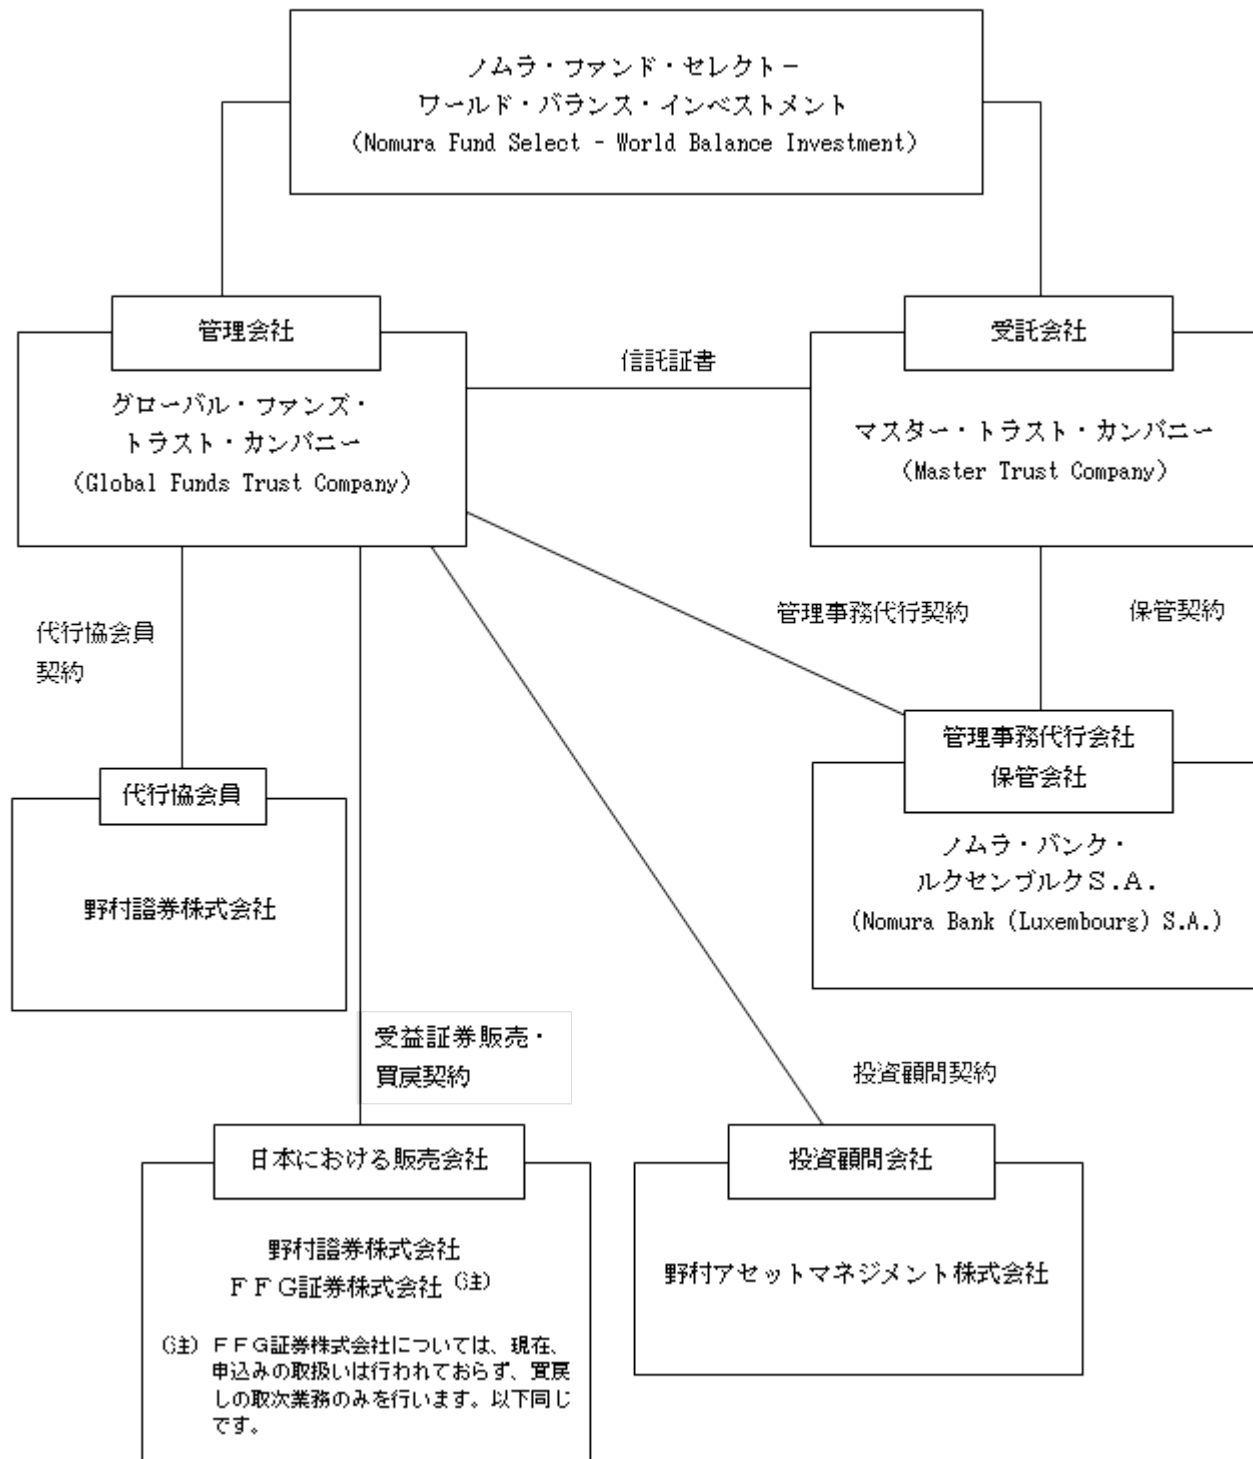 ノムラ・ファンド・セレクト－
ワールド・バランス・インベストメント
(Nomura Fund Select - World Balance Investment)
管理会社
受託会社
信託証書
グローバル・ファンズ・
トラスト・カンパニー
(Global Funds Trust Company)
マスター・トラスト・カンパニー
(Master Trust Company)
代行協会員
契約
管理事務代行契約
保管契約
管理事務代行会社
保管会社
代行協会員
野村證券株式会社
ノムラ・バンク・
ルクセンブルクＳ.Ａ.
(Nomura Bank (Luxembourg) S.A.)
受益証券販売・
買戻契約
投資顧問契約
日本における販売会社
投資顧問会社
野村證券株式会社
ＦＦＧ証券株式会社(注)
野村アセットマネジメント株式会社
(注) ＦＦＧ証券株式会社については、現在、
申込みの取扱いは行われておらず、買戻
しの取次業務のみを行います。以下同じ
です。